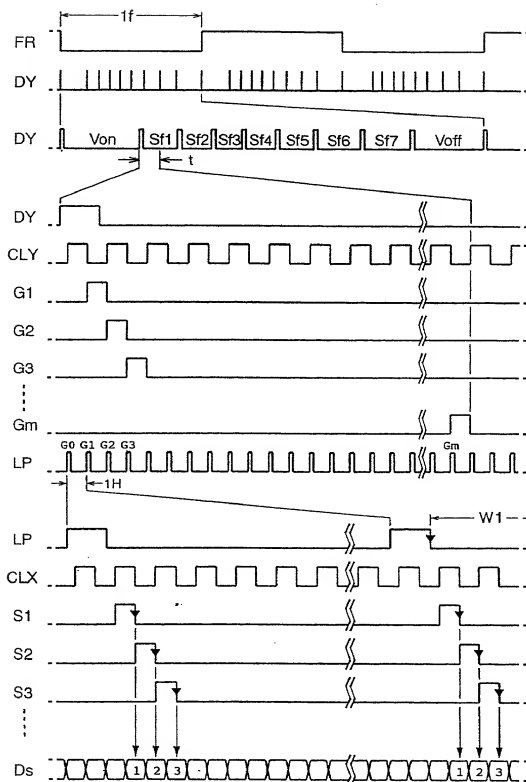 1f
FR
DY
DY Von Sf1 Sf2 Sf3 Sf4 Sf5 Sf6 Sf7 Voff
t
DY
CLY
G1
G2
G3
Gm
G0 G1 G2 G3 Gm
LP
1H
W1
LP
CLX
S1
S2
S3
Ds 1 2 3 1 2 3